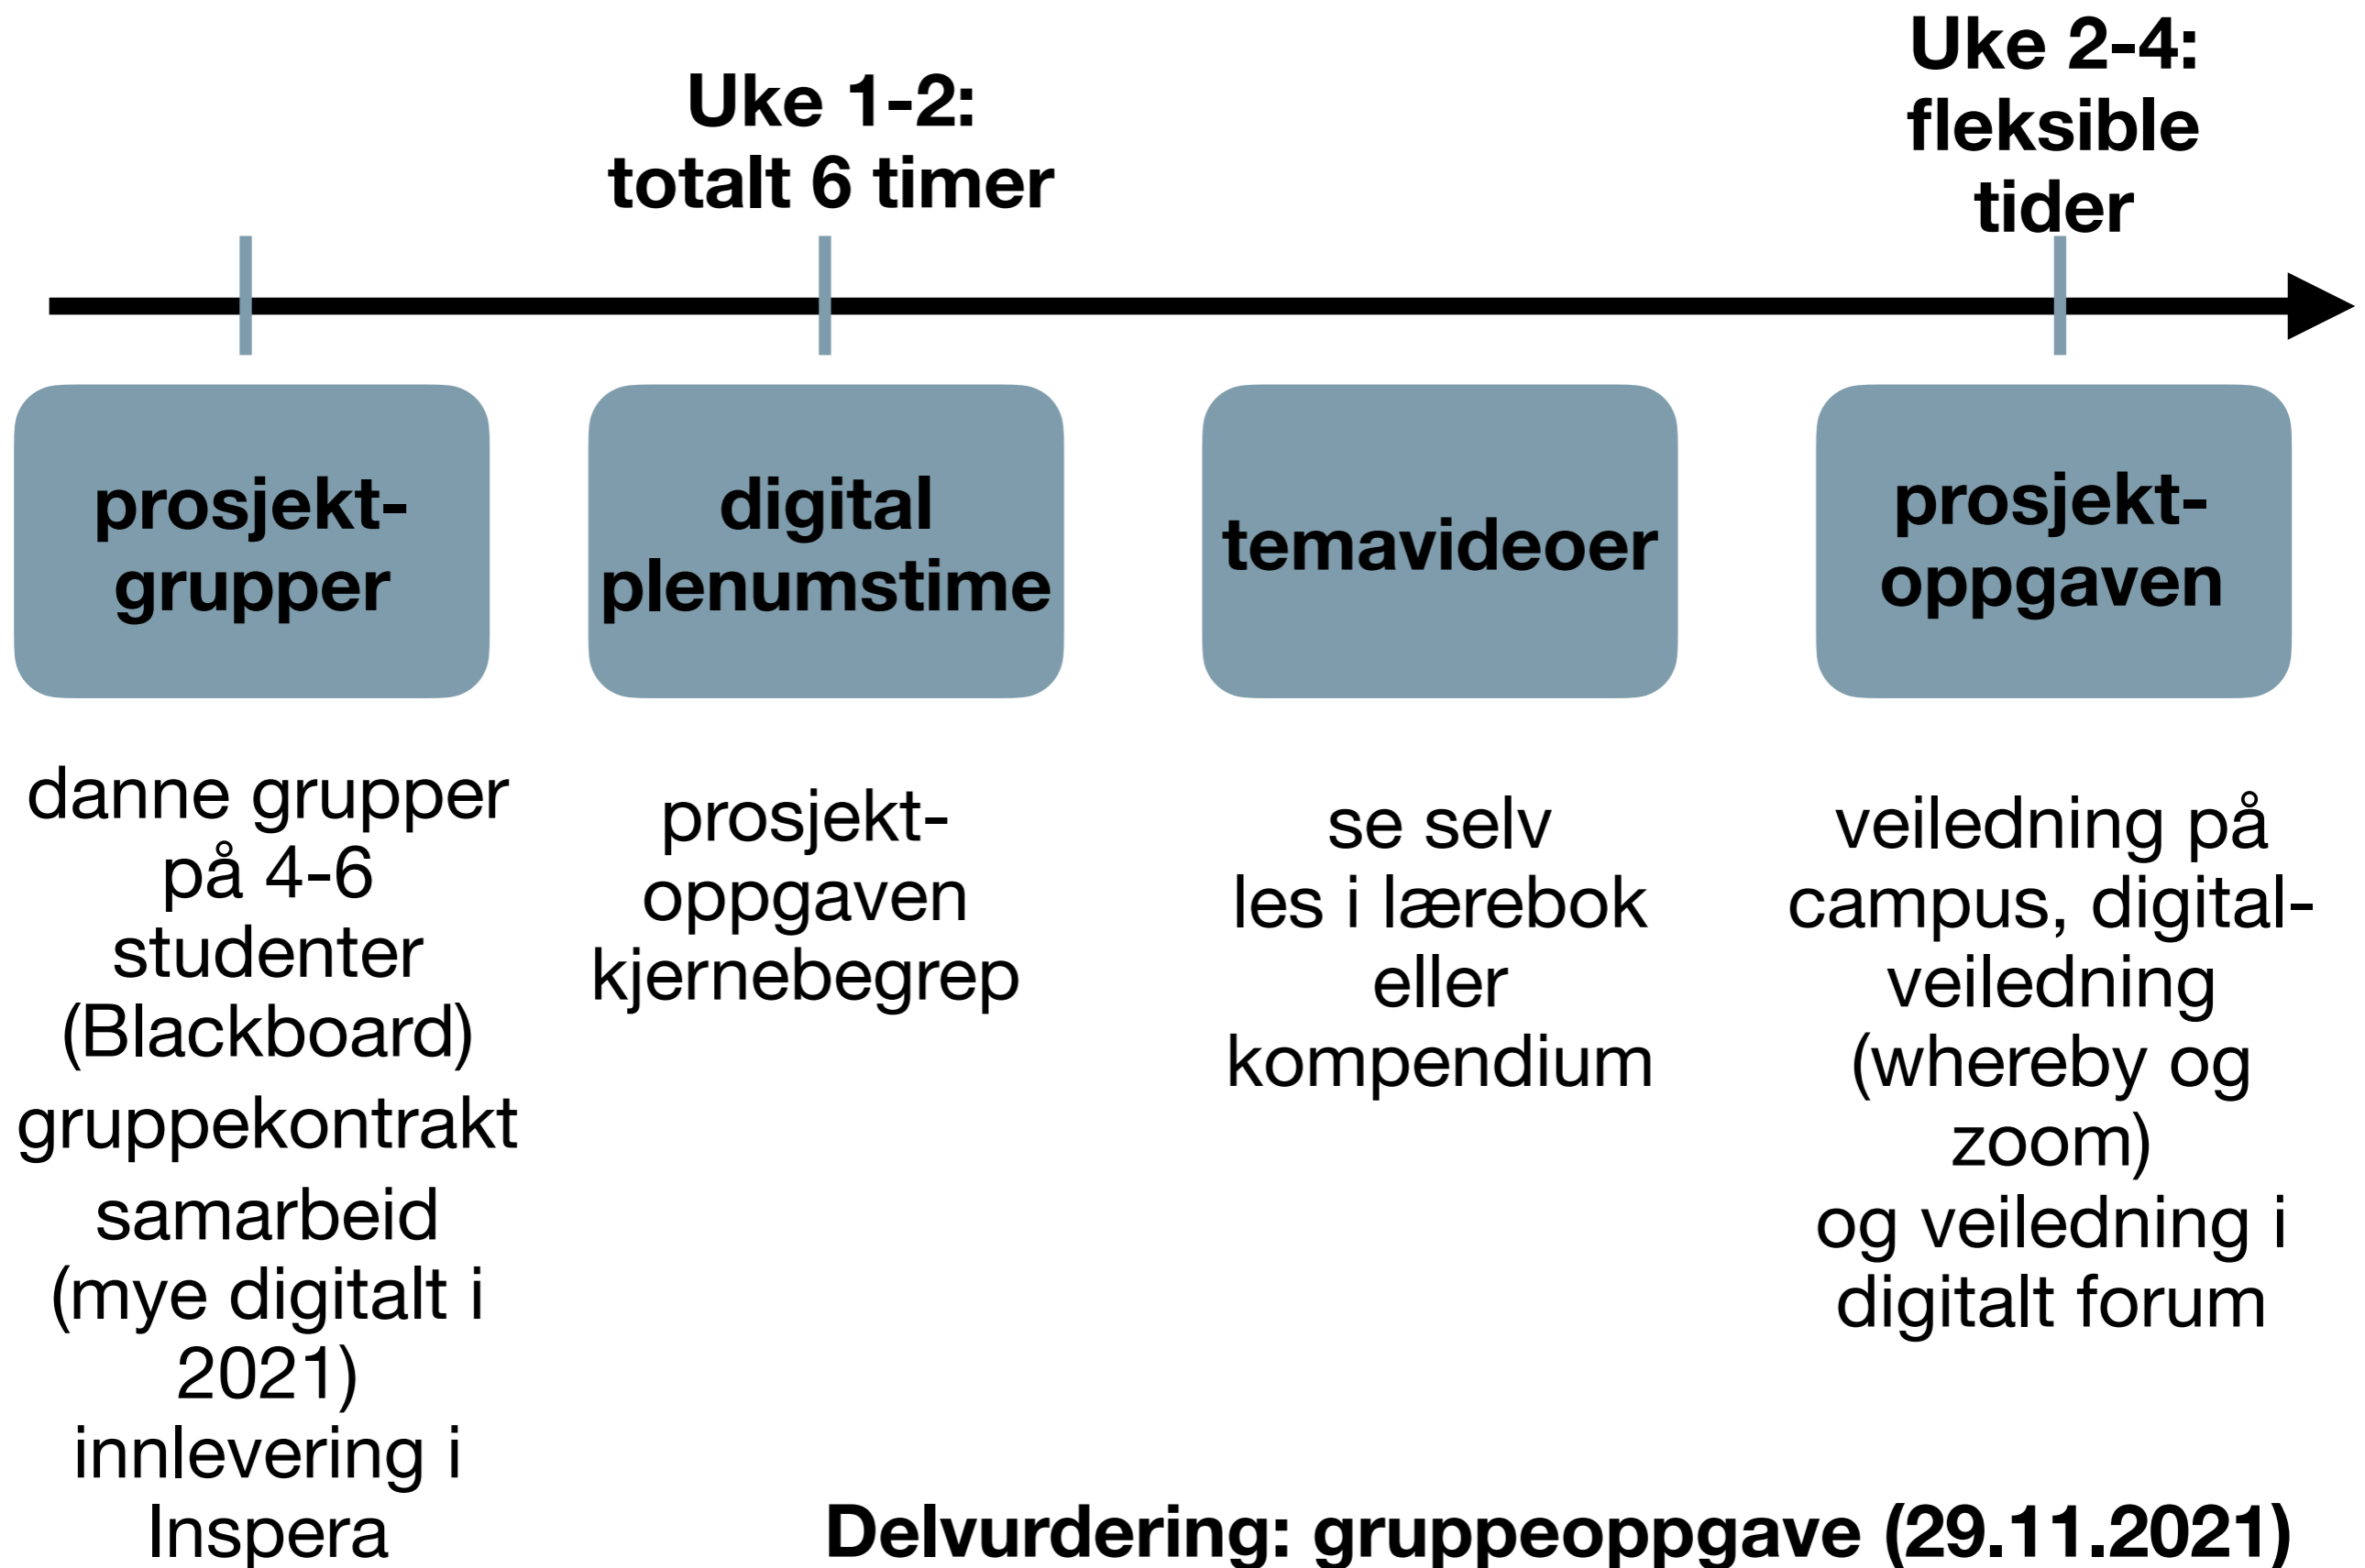 Uke 1-2:
totalt 6 timer
Uke 2-4:
fleksible
tider
prosjekt-
grupper
digital
plenumstime
temavideoer
prosjekt-
oppgaven
danne grupper
på 4-6
studenter
(Blackboard)
gruppekontrakt
samarbeid
(mye digitalt i
2021)
innlevering i
Inspera
prosjekt-
oppgaven
kjernebegrep
se selv
les i lærebok
eller
kompendium
veiledning på
campus, digital-
veiledning
(whereby og
zoom)
og veiledning i
digitalt forum
Delvurdering: gruppeoppgave (29.11.2021)